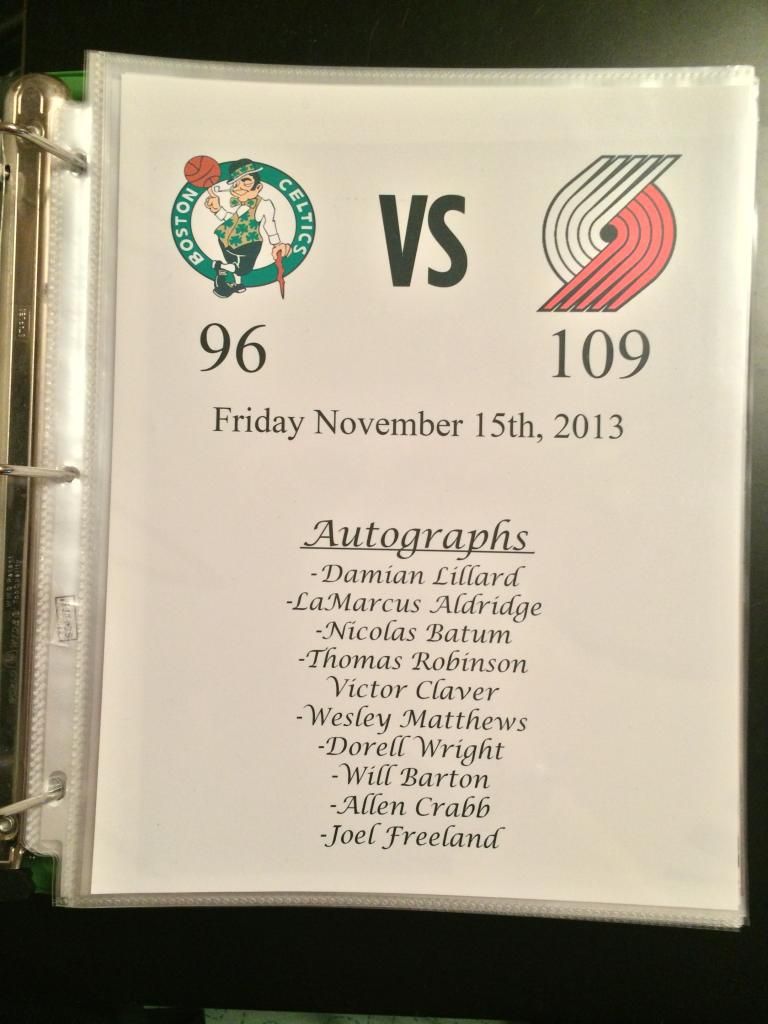 BOSTON CELTICS
VS
96 109
Friday November 15th, 2013
Autographs
-Damian Lillard
-LaMarcus Aldridge
-Nicolas Batum
-Thomas Robinson
Victor Claver
-Wesley Matthews
-Dorell Wright
-Will Barton
-Allen Crabb
-Joel Freeland